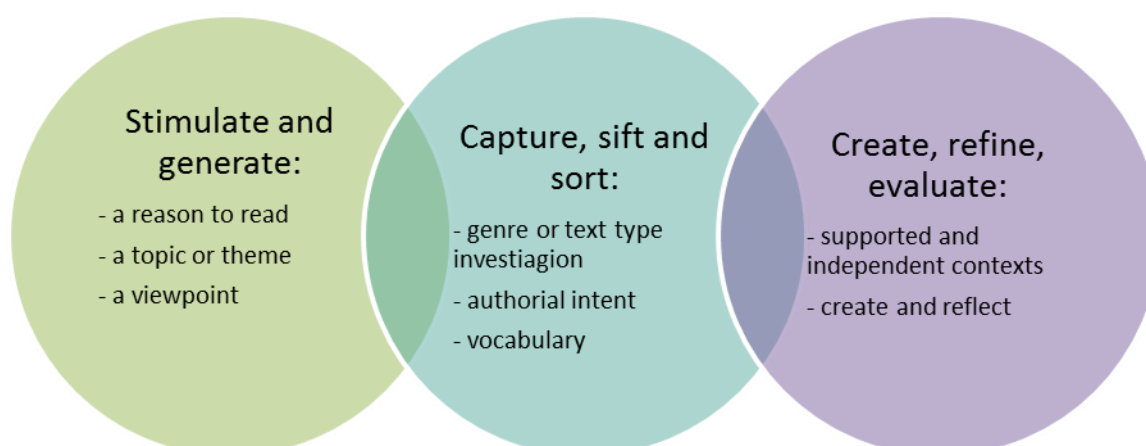 Stimulate and
generate:
- a reason to read
- a topic or theme
- a viewpoint
Capture, sift and
sort:
- genre or text type
investiagion
- authorial intent
- vocabulary
Create, refine,
evaluate:
- supported and
independent contexts
- create and reflect